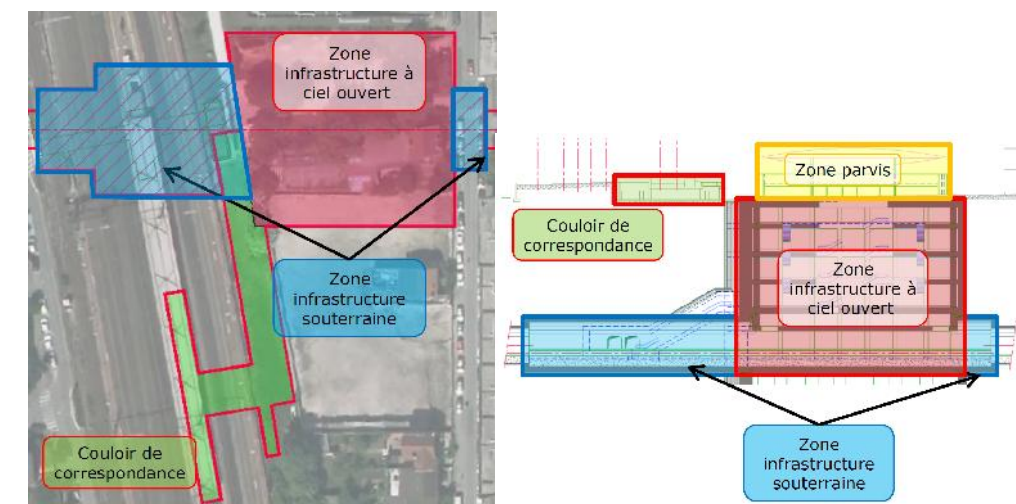 Zone
infrastructure à
ciel ouvert
Zone
infrastructure
souterraine
Couloir de
correspondance
Zone parvis
Couloir de
correspondance
Zone
infrastructure à
ciel ouvert
Zone
infrastructure
souterraine